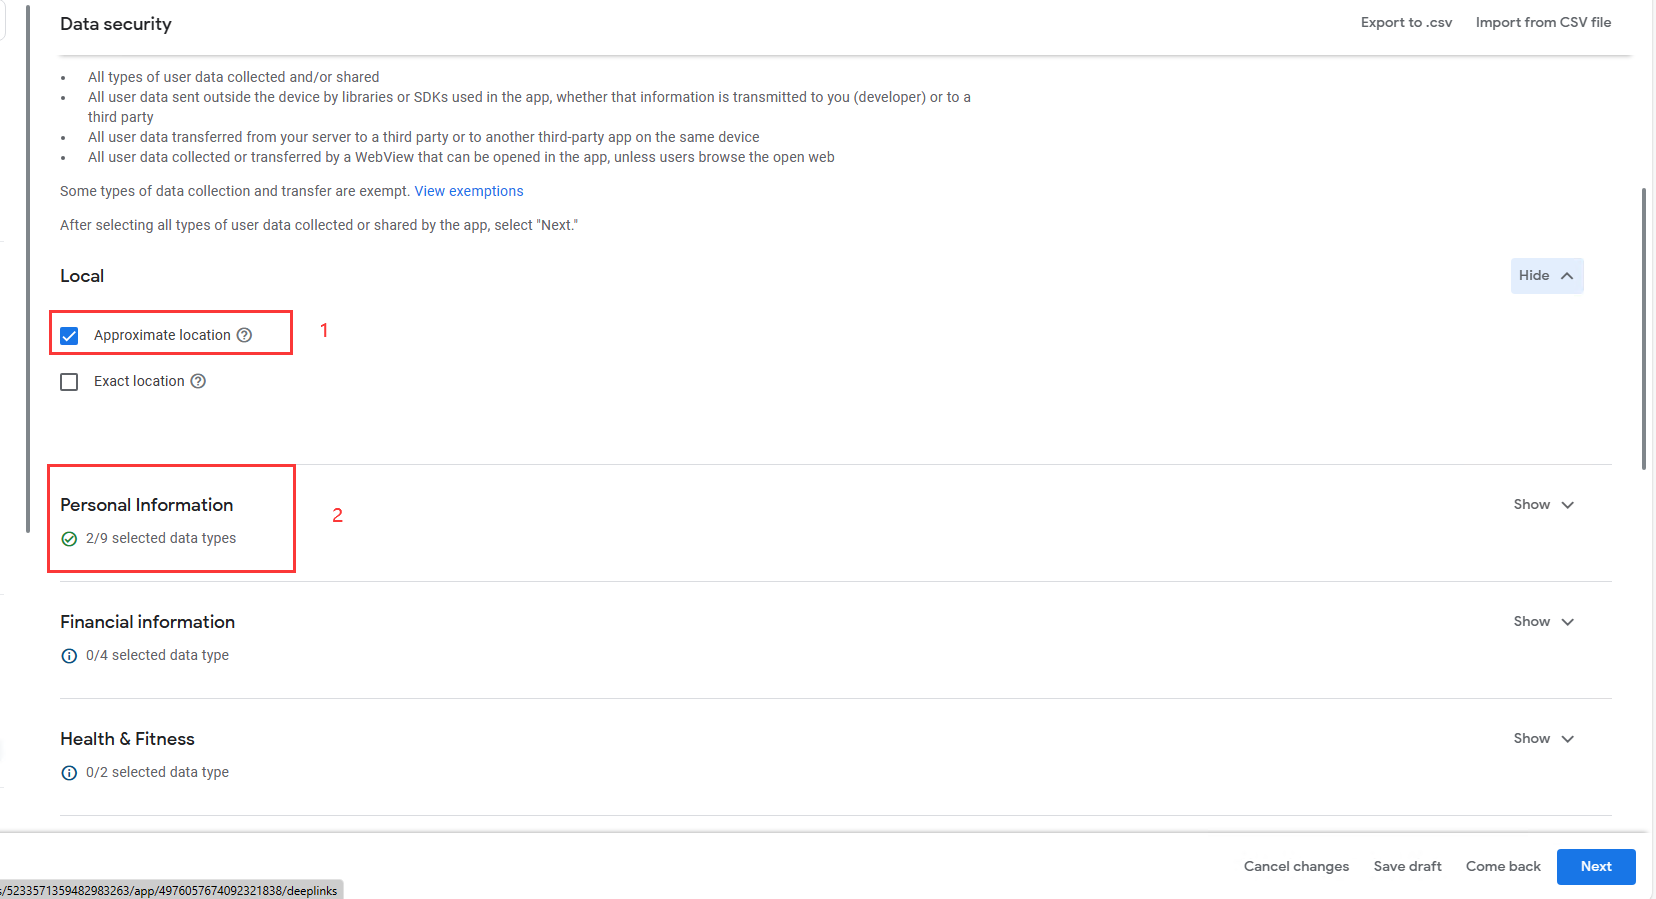 Data security
Export to .csv
Import from CSV file
All types of user data collected and/or shared
All user data sent outside the device by libraries or SDKs used in the app, whether that information is transmitted to you (developer) or to a
third party
All user data transferred from your server to a third party or to another third-party app on the same device
All user data collected or transferred by a WebView that can be opened in the app, unless users browse the open web
Some types of data collection and transfer are exempt. View exemptions
After selecting all types of user data collected or shared by the app, select "Next."
Local
Hide
Approximate location
1
Exact location
Personal Information
Show
2
2/9 selected data types
Financial information
Show
0/4 selected data type
Health & Fitness
Show
0/2 selected data type
Cancel changes
Save draft
Come back
Next
s/5233571359482983263/app/4976057674092321838/deeplinks